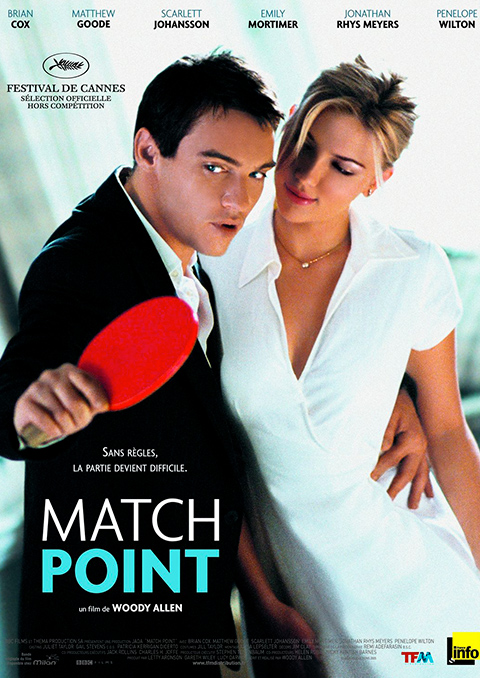 BRIAN COX
MATTHEW GOODE
SCARLETT JOHANSSON
EMILY MORTIMER
JONATHAN RHYS MEYERS
PENELOPE WILTON
FESTIVAL DE CANNES
SÉLECTION OFFICIELLE
HORS COMPÉTITION
SANS RÈGLES,
LA PARTIE DEVIENT DIFFICILE.
MATCH
POINT
un film de WOODY ALLEN
TFM
info